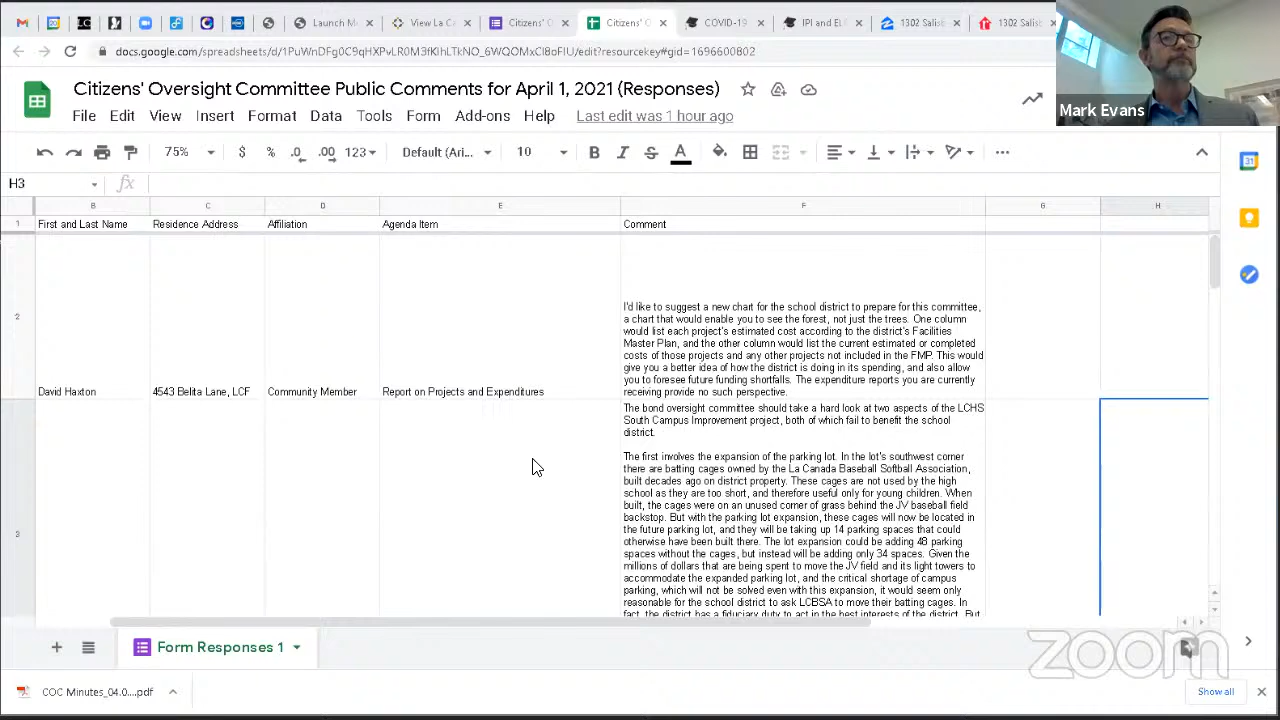 Launch M
View La C
Citizens' O
Citizens' O
COVID-1
IPI and El
1302 Salis
1302 Salis
docs.google.com/spreadsheets/d/1PuWnDFg0C9qHXPvLR0M3fKlhLTkNO_6WQOMxCl8oFIU/edit?resourcekey#gid=1696600802
Citizens' Oversight Committee Public Comments for April 1, 2021 (Responses)
Mark Evans
File Edit View Insert Format Data Tools Form Add-ons Help Last edit was 1 hour ago
75% $ % .0 .00 123 Default (Ari... 10 B I S A
H3 fx
B C D E F G H
1 First and Last Name Residence Address Affiliation Agenda Item Comment
I'd like to suggest a new chart for the school district to prepare for this committee,
2 a chart that would enable you to see the forest, not just the trees. One column
would list each project's estimated cost according to the district's Facilities
Master Plan, and the other column would list the current estimated or completed
costs of those projects and any other projects not included in the FMP. This would
give you a better idea of how the district is doing in its spending, and also allow
you to foresee future funding shortfalls. The expenditure reports you are currently
David Haxton 4543 Belita Lane, LCF Community Member Report on Projects and Expenditures receiving provide no such perspective.
The bond oversight committee should take a hard look at two aspects of the LCHS
South Campus Improvement project, both of which fail to benefit the school
district.
The first involves the expansion of the parking lot. In the lot's southwest corner
there are batting cages owned by the La Canada Baseball Softball Association,
built decades ago on district property. These cages are not used by the high
school as they are too short, and therefore useful only for young children. When
built, the cages were on an unused corner of grass behind the JV baseball field
backstop. But with the parking lot expansion, these cages will now be located in
3 the future parking lot, and they will be taking up 14 parking spaces that could
otherwise have been built there. The lot expansion could be adding 48 parking
spaces without the cages, but instead will be adding only 34 spaces. Given the
millions of dollars that are being spent to move the JV field and its light towers to
accommodate the expanded parking lot, and the critical shortage of campus
parking, which will not be solved even with this expansion, it would seem only
reasonable for the school district to ask LCBSA to move their batting cages. In
fact, the district has a fiduciary duty to act in the best interests of the district. But
Form Responses 1
zoom
COC Minutes_04.0....pdf
Show all